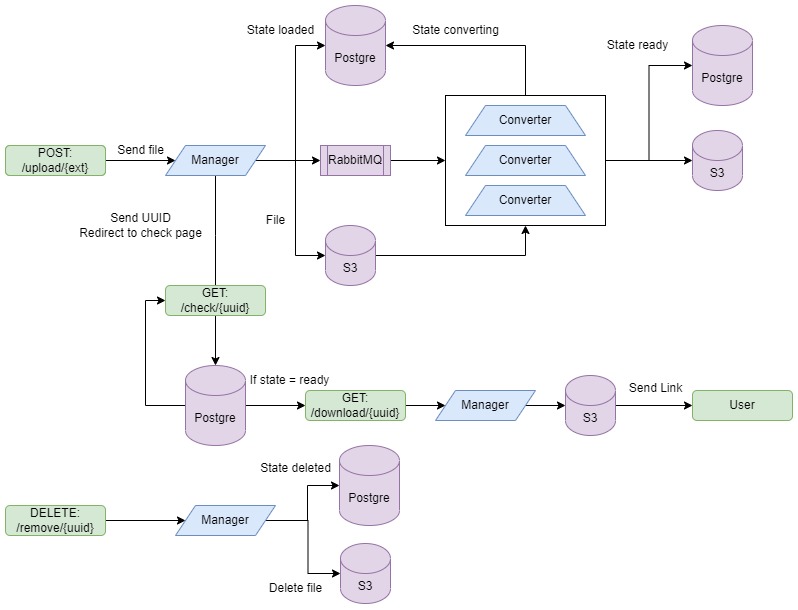 State loaded
Postgre
State converting
State ready
Postgre
Converter
Converter
Converter
POST:
/upload/{ext}
Send file
Manager
RabbitMQ
S3
Send UUID
Redirect to check page
File
S3
GET:
/check/{uuid}
Postgre
If state = ready
GET:
/download/{uuid}
Manager
S3
Send Link
User
State deleted
Postgre
DELETE:
/remove/{uuid}
Manager
Delete file
S3